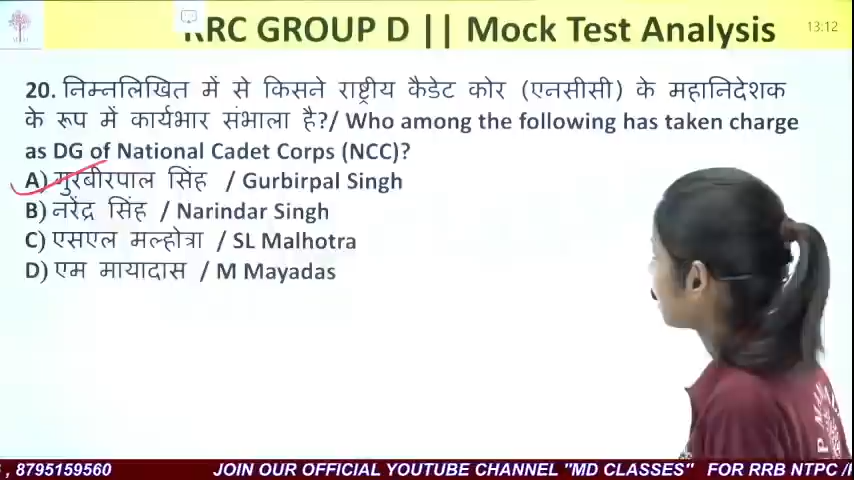 RRC GROUP D || Mock Test Analysis
13:12
20. निम्नलिखित में से किसने राष्ट्रीय कैडेट कोर (एनसीसी) के महानिदेशक
के रूप में कार्यभार संभाला है?/ Who among the following has taken charge
as DG of National Cadet Corps (NCC)?
A) गुरबीरपाल सिंह / Gurbirpal Singh
B) नरेंद्र सिंह / Narindar Singh
C) एसएल मल्होत्रा / SL Malhotra
D) एम मायादास / M Mayadas
, 8795159560 JOIN OUR OFFICIAL YOUTUBE CHANNEL "MD CLASSES" FOR RRB NTPC